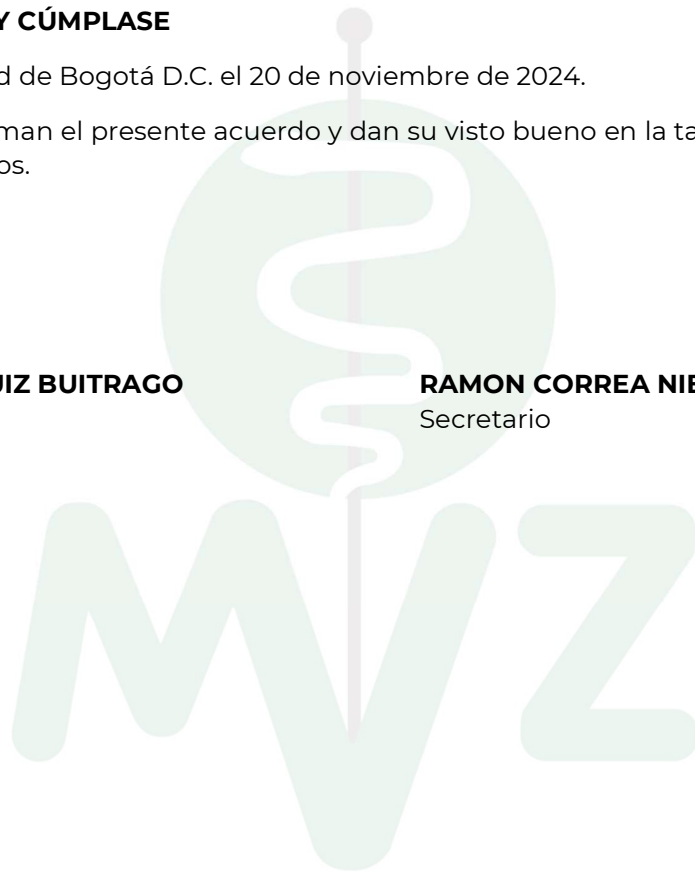 Y CÚMPLASE
d de Bogotá D.C. el 20 de noviembre de 2024.
man el presente acuerdo y dan su visto bueno en la ta
os.
UIZ BUITRAGO
RAMON CORREA NIE
Secretario
MVZ